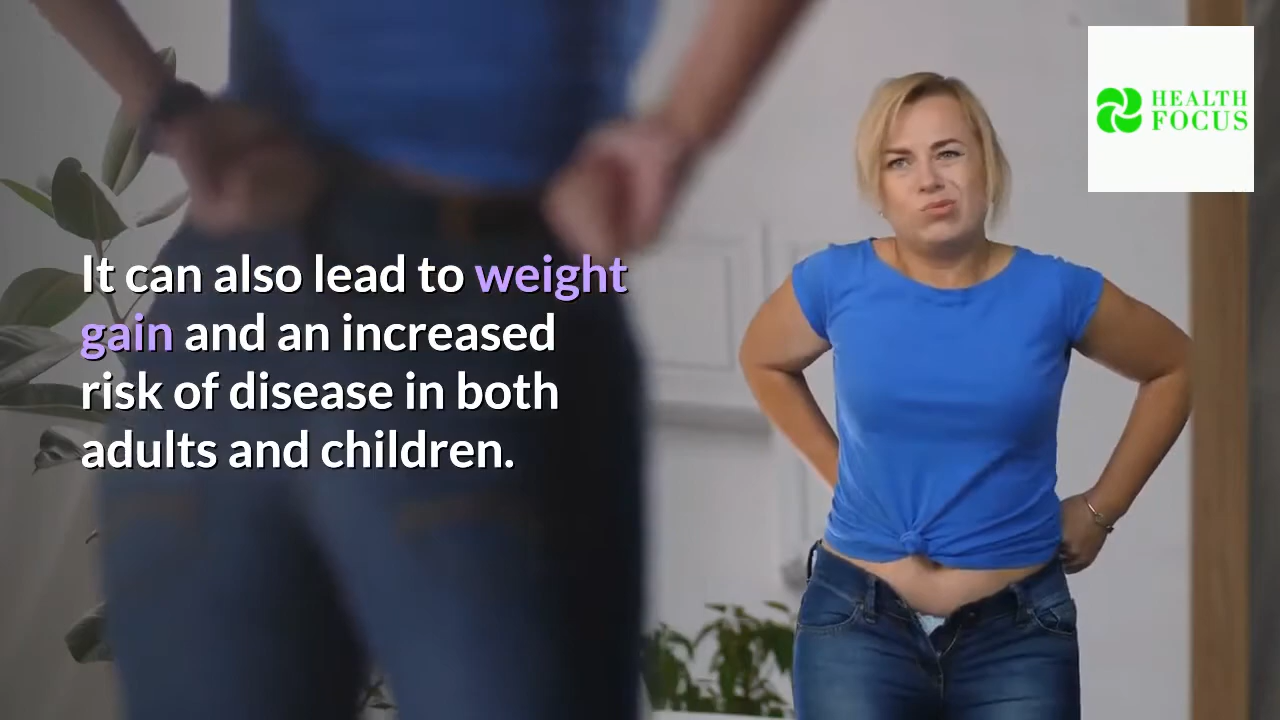 HEALTH
FOCUS
It can also lead to weight
gain and an increased
risk of disease in both
adults and children.